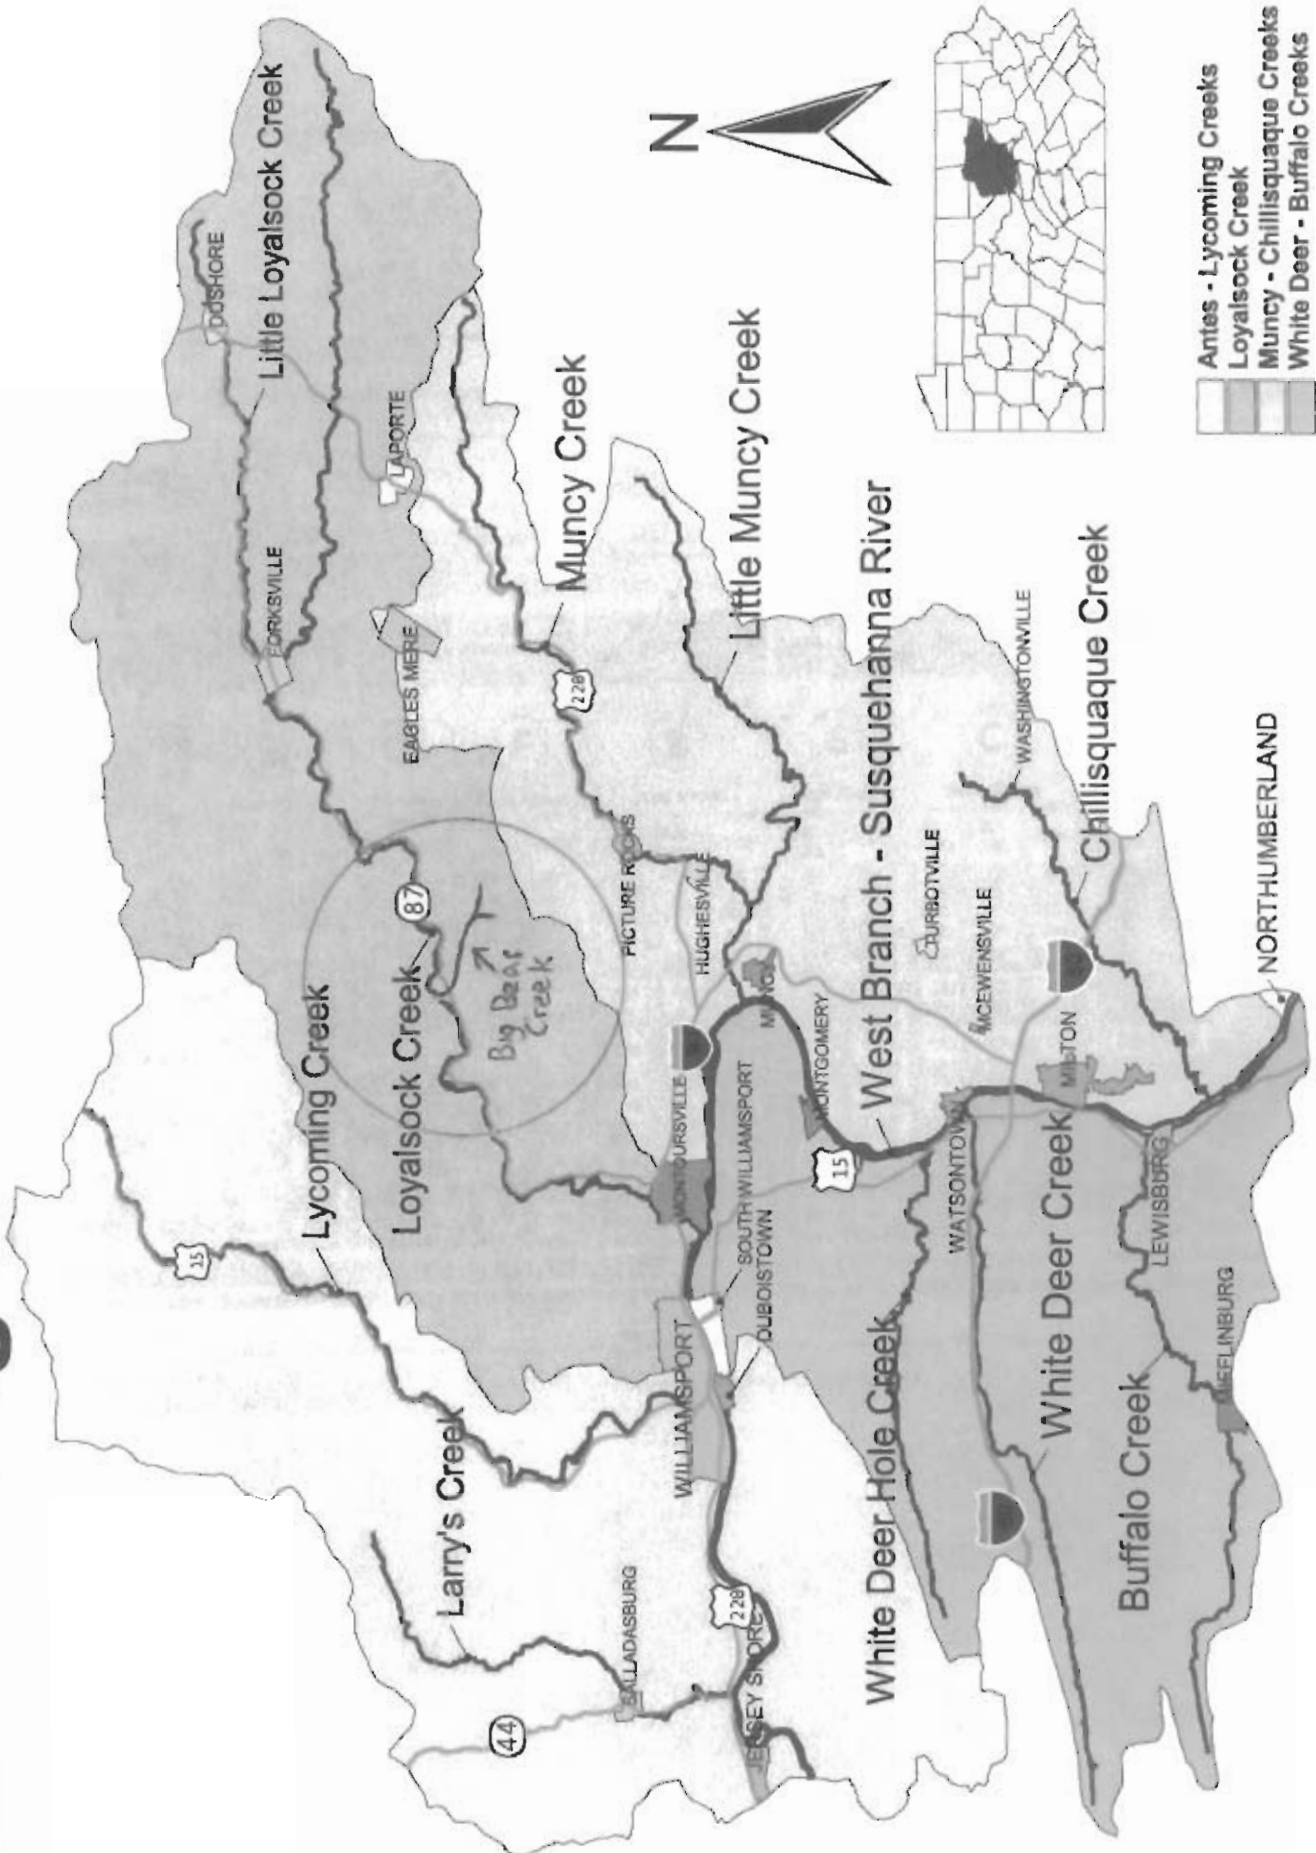 Little Loyalsock Creek
DUSHORE
LAPORTE
FORKSVILLE
EAGLES MERE
Muncy Creek
Little Muncy Creek
220
87
Loyalsock Creek
Big Bear
Creek
Lycoming Creek
15
PICTURE ROCKS
HUGHESVILLE
MUNCY
MONTOURSVILLE
MONTGOMERY
SOUTH WILLIAMSPORT
DUBOISTOWN
WILLIAMSPORT
Larry's Creek
SALLADASBURG
44
220
JERSEY SHORE
West Branch - Susquehanna River
15
TURBOTVILLE
MCEWENSVILLE
WASHINGTONVILLE
Chillisquaque Creek
WATSONTOWN
MILTON
White Deer Hole Creek
White Deer Creek
LEWISBURG
Buffalo Creek
MIFFLINBURG
NORTHUMBERLAND
N
Antes - Lycoming Creeks
Loyalsock Creek
Muncy - Chillisquaque Creeks
White Deer - Buffalo Creeks